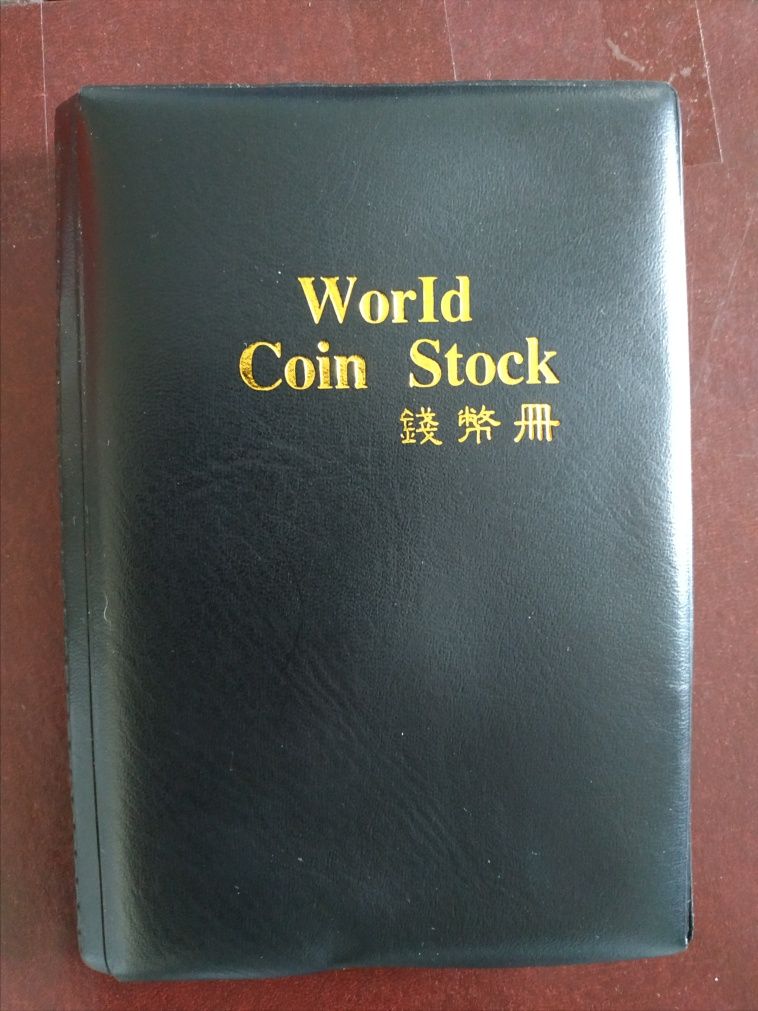 World
Coin Stock
錢幣冊